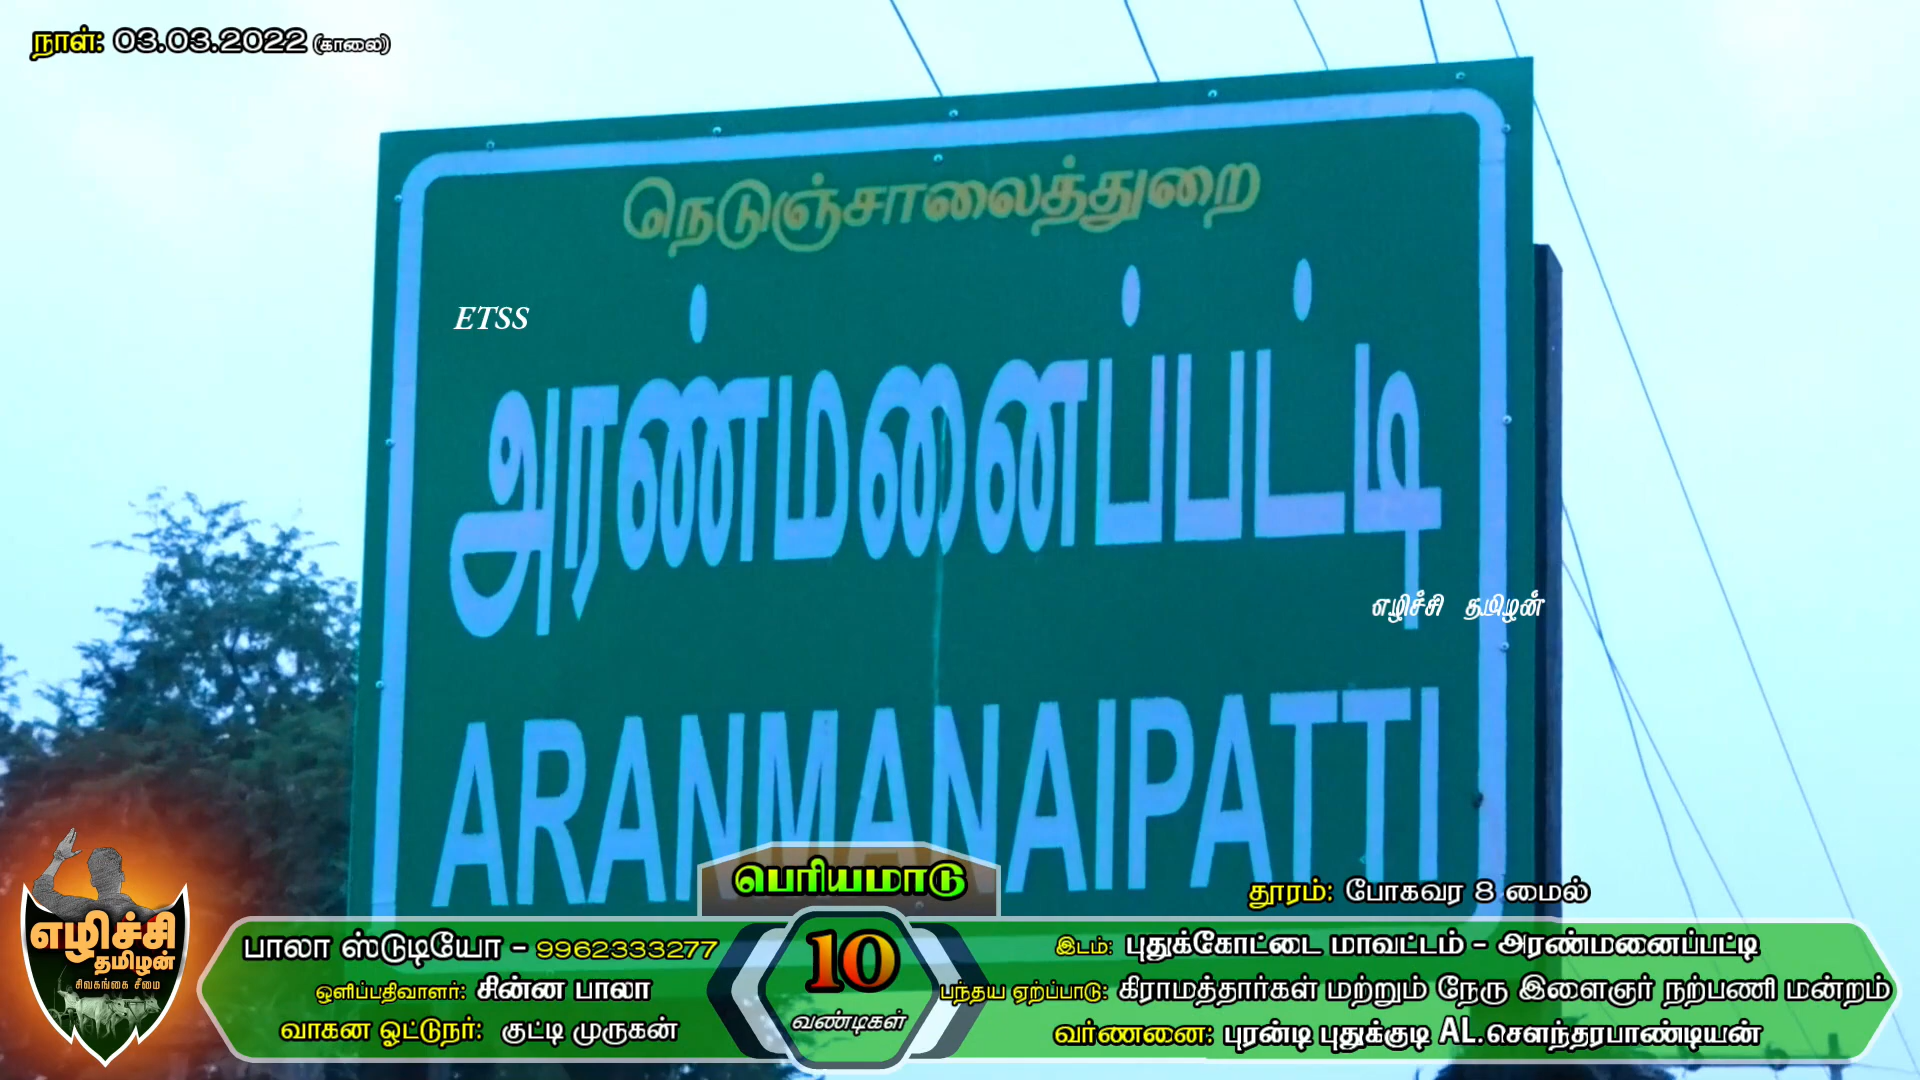 நாள்: 03.03.2022 (காலை)
நெடுஞ்சாலைத்துறை
ETSS
அரண்மனைப்பட்டி
எழிச்சி தமிழன்
ARANMANAIPATTI
பெரியமாடு
தூரம்: போகவர 8 மைல்
எழிச்சி
தமிழன்
சிவகங்கை சீமை
பாலா ஸ்டுடியோ - 9962333277
ஒளிப்பதிவாளர்: சின்ன பாலா
வாகன ஓட்டுநர்: குட்டி முருகன்
10
வண்டிகள்
இடம்: புதுக்கோட்டை மாவட்டம் - அரண்மனைப்பட்டி
பந்தய ஏற்ப்பாடு: கிராமத்தார்கள் மற்றும் நேரு இளைஞர் நற்பணி மன்றம்
வர்ணனை: புரண்டி புதுக்குடி AL.சௌந்தரபாண்டியன்